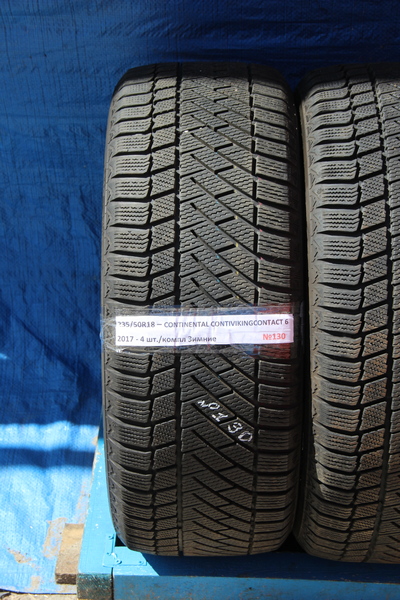 235/50R18 — CONTINENTAL CONTIVIKINGCONTACT 6
2017 - 4 шт./компл Зимние №130
№130